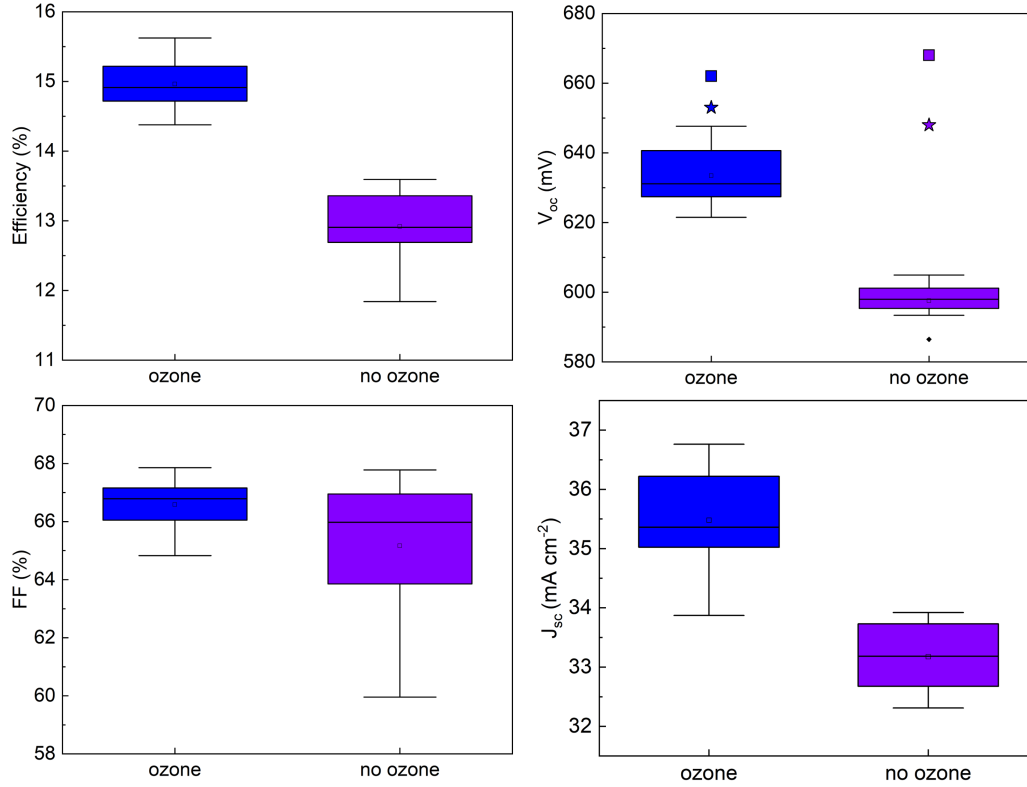 Efficiency (%)
16
15
14
13
12
11
ozone
no ozone
V_oc (mV)
680
660
640
620
600
580
ozone
no ozone
FF (%)
70
68
66
64
62
60
58
ozone
no ozone
J_sc (mA cm⁻²)
37
36
35
34
33
32
ozone
no ozone